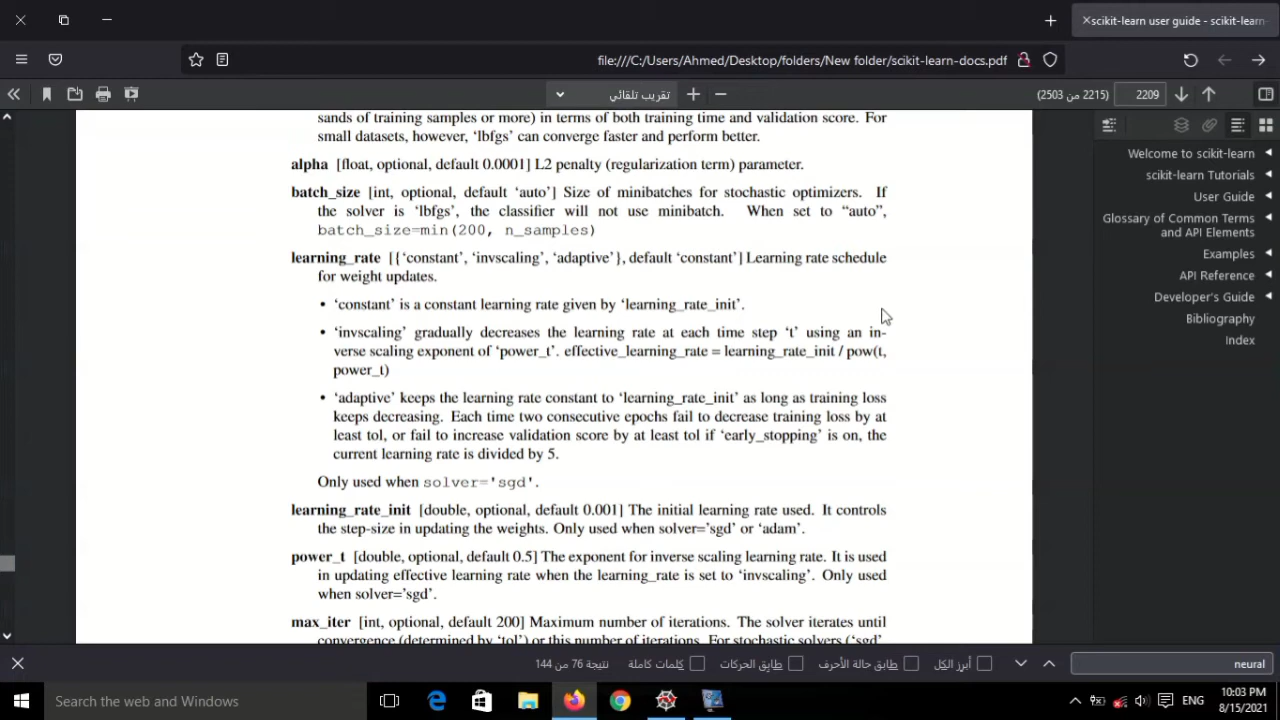 scikit-learn user guide - scikit-learn-
file:///C:/Users/Ahmed/Desktop/folders/New folder/scikit-learn-docs.pdf
تقريب تلقائي
(2215 من 2503)
2209
Welcome to scikit-learn
scikit-learn Tutorials
User Guide
Glossary of Common Terms
and API Elements
Examples
API Reference
Developer's Guide
Bibliography
Index
sands of training samples or more) in terms of both training time and validation score. For
small datasets, however, ‘lbfgs’ can converge faster and perform better.
alpha [float, optional, default 0.0001] L2 penalty (regularization term) parameter.
batch_size [int, optional, default ‘auto’] Size of minibatches for stochastic optimizers. If
the solver is ‘lbfgs’, the classifier will not use minibatch. When set to “auto”,
batch_size=min(200, n_samples)
learning_rate [{‘constant’, ‘invscaling’, ‘adaptive’}, default ‘constant’] Learning rate schedule
for weight updates.
• ‘constant’ is a constant learning rate given by ‘learning_rate_init’.
• ‘invscaling’ gradually decreases the learning rate at each time step ‘t’ using an in-
verse scaling exponent of ‘power_t’. effective_learning_rate = learning_rate_init / pow(t,
power_t)
• ‘adaptive’ keeps the learning rate constant to ‘learning_rate_init’ as long as training loss
keeps decreasing. Each time two consecutive epochs fail to decrease training loss by at
least tol, or fail to increase validation score by at least tol if ‘early_stopping’ is on, the
current learning rate is divided by 5.
Only used when solver='sgd'.
learning_rate_init [double, optional, default 0.001] The initial learning rate used. It controls
the step-size in updating the weights. Only used when solver=’sgd’ or ‘adam’.
power_t [double, optional, default 0.5] The exponent for inverse scaling learning rate. It is used
in updating effective learning rate when the learning_rate is set to ‘invscaling’. Only used
when solver=’sgd’.
max_iter [int, optional, default 200] Maximum number of iterations. The solver iterates until
convergence (determined by ‘tol’) or this number of iterations. For stochastic solvers (‘sgd’,
neural
أبرز الكل
طابق حالة الأحرف
طابق الحركات
كلمات كاملة
نتيجة 76 من 144
Search the web and Windows
ENG
10:03 PM
8/15/2021